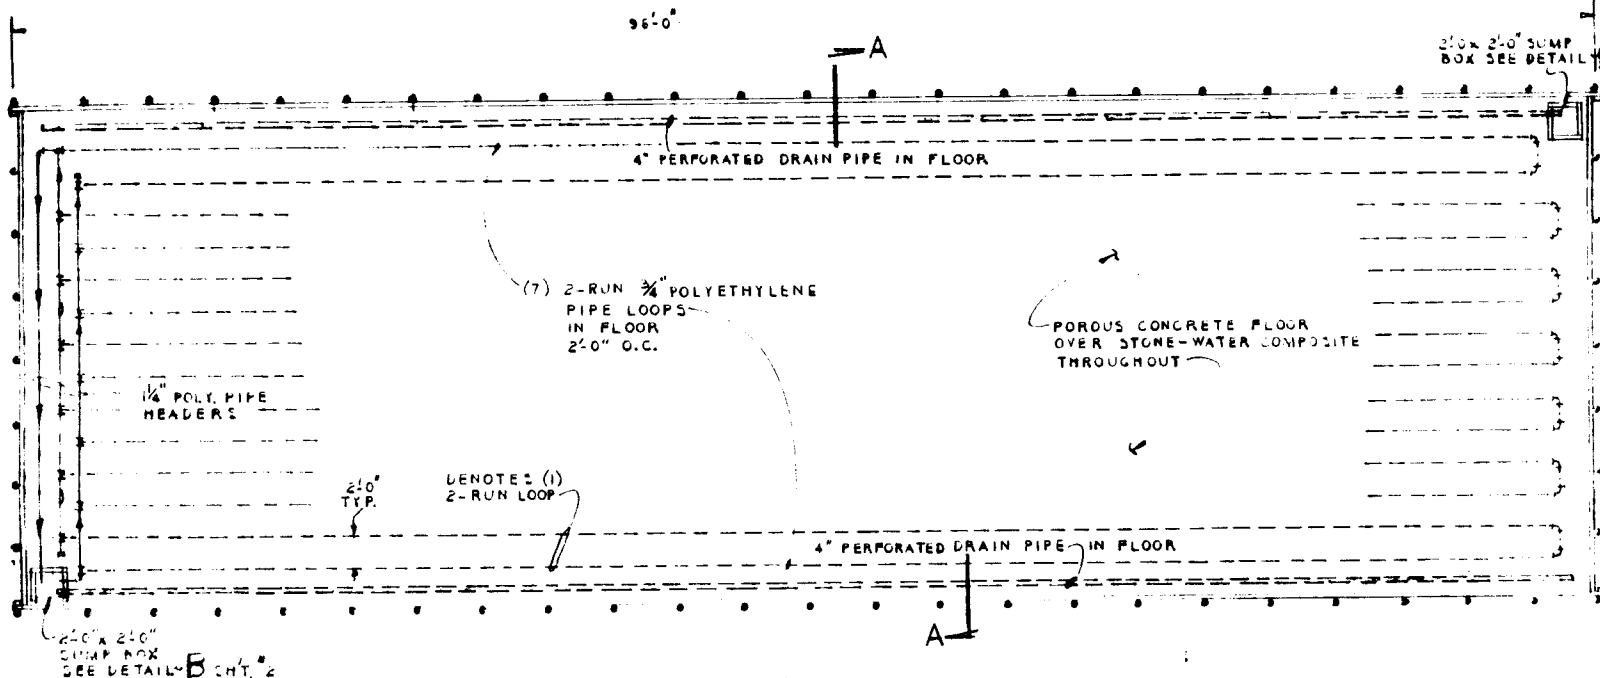 96'-0"
A
2'-0 x 2'-0" SUMP
BOX SEE DETAIL
4" PERFORATED DRAIN PIPE IN FLOOR
(7) 2-RUN 3/4" POLYETHYLENE
PIPE LOOPS
IN FLOOR
2'-0" O.C.
POROUS CONCRETE FLOOR
OVER STONE-WATER COMPOSITE
THROUGHOUT
1 1/4" POLY. PIPE
HEADERS
2'-0"
TYP.
DENOTES (1)
2-RUN LOOP
4" PERFORATED DRAIN PIPE IN FLOOR
A
2'-0" x 2'-0"
SUMP BOX
SEE DETAIL-B SHT. #2